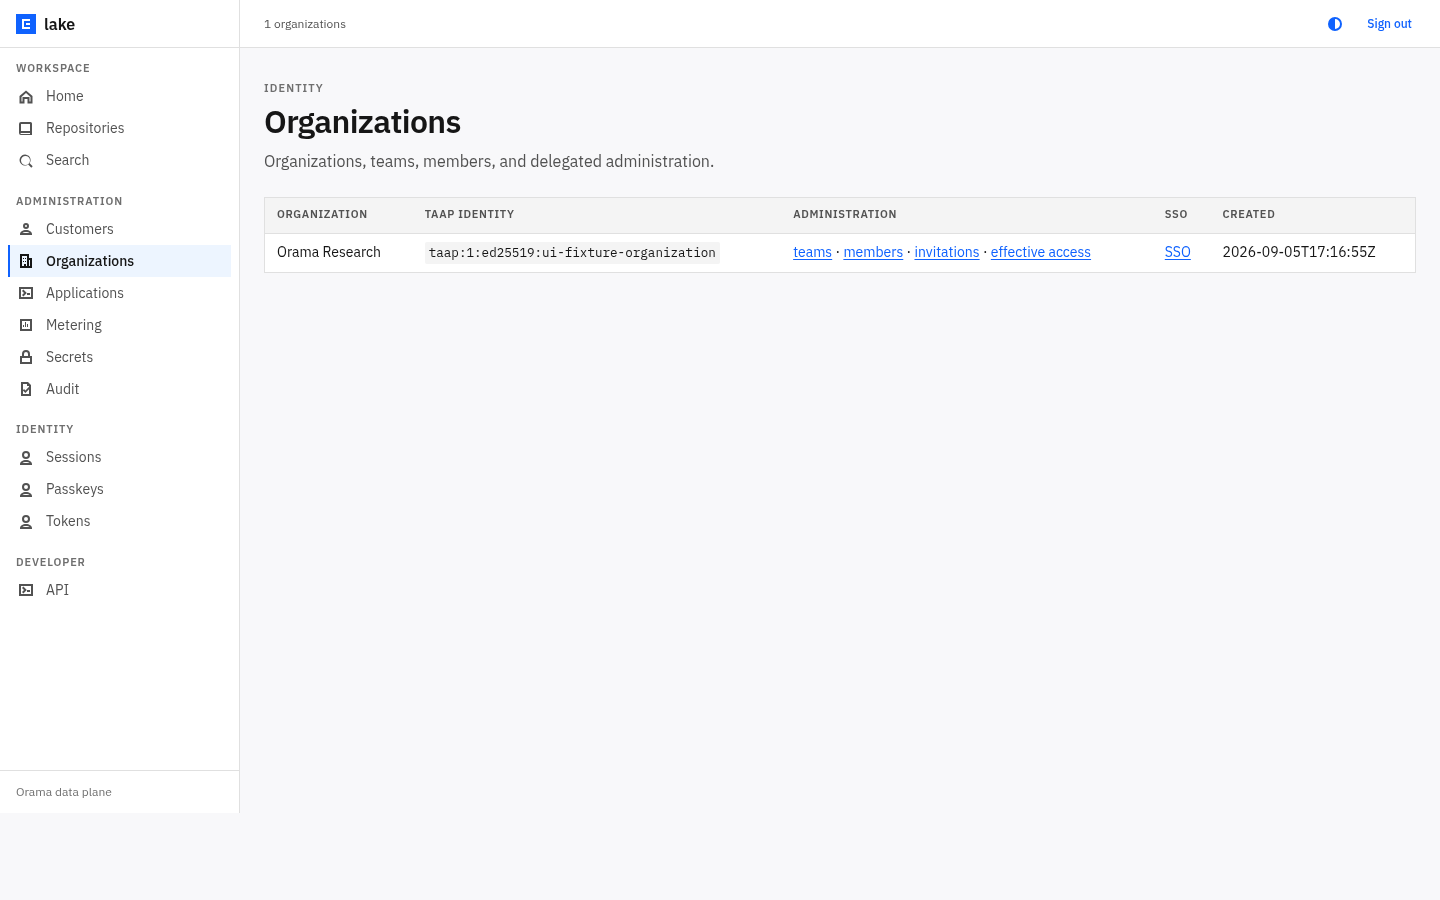 lake
1 organizations
Sign out
WORKSPACE
Home
Repositories
Search
ADMINISTRATION
Customers
Organizations
Applications
Metering
Secrets
Audit
IDENTITY
Sessions
Passkeys
Tokens
DEVELOPER
API
Orama data plane
IDENTITY
Organizations
Organizations, teams, members, and delegated administration.
ORGANIZATION TAAP IDENTITY ADMINISTRATION SSO CREATED
Orama Research taap:1:ed25519:ui-fixture-organization teams · members · invitations · effective access SSO 2026-09-05T17:16:55Z